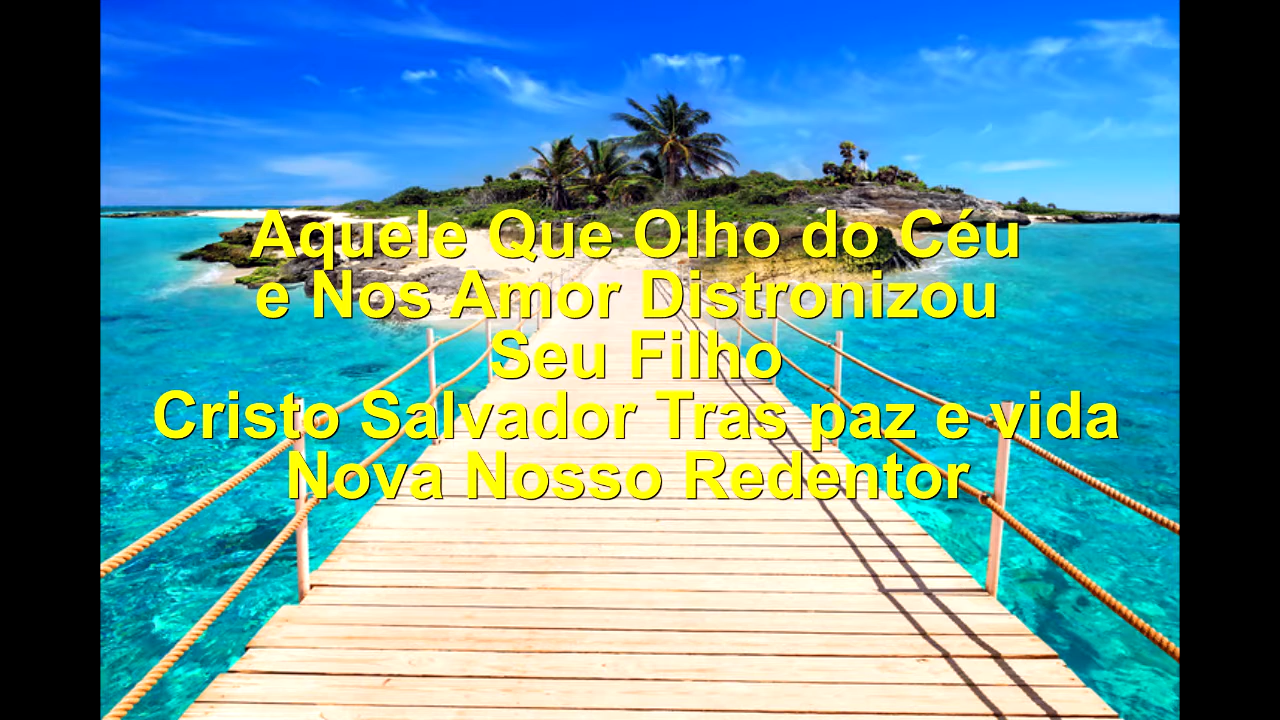 Aquele Que Olho do Céu
e Nos Amor Distronizou
Seu Filho
Cristo Salvador Tras paz e vida
Nova Nosso Redentor